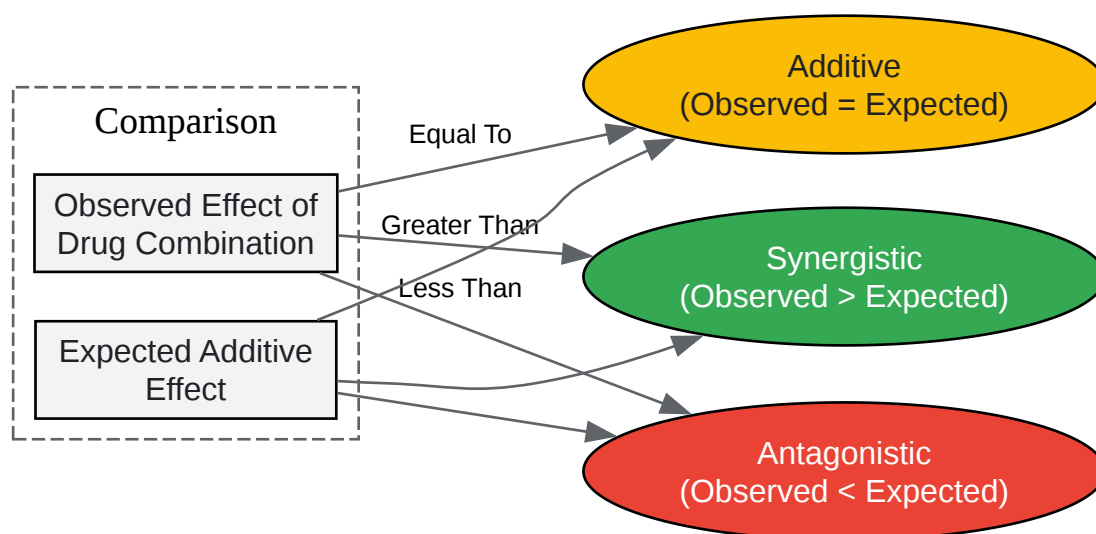 Comparison
Observed Effect of
Drug Combination
Expected Additive
Effect
Equal To
Greater Than
Less Than
Additive
(Observed = Expected)
Synergistic
(Observed > Expected)
Antagonistic
(Observed < Expected)